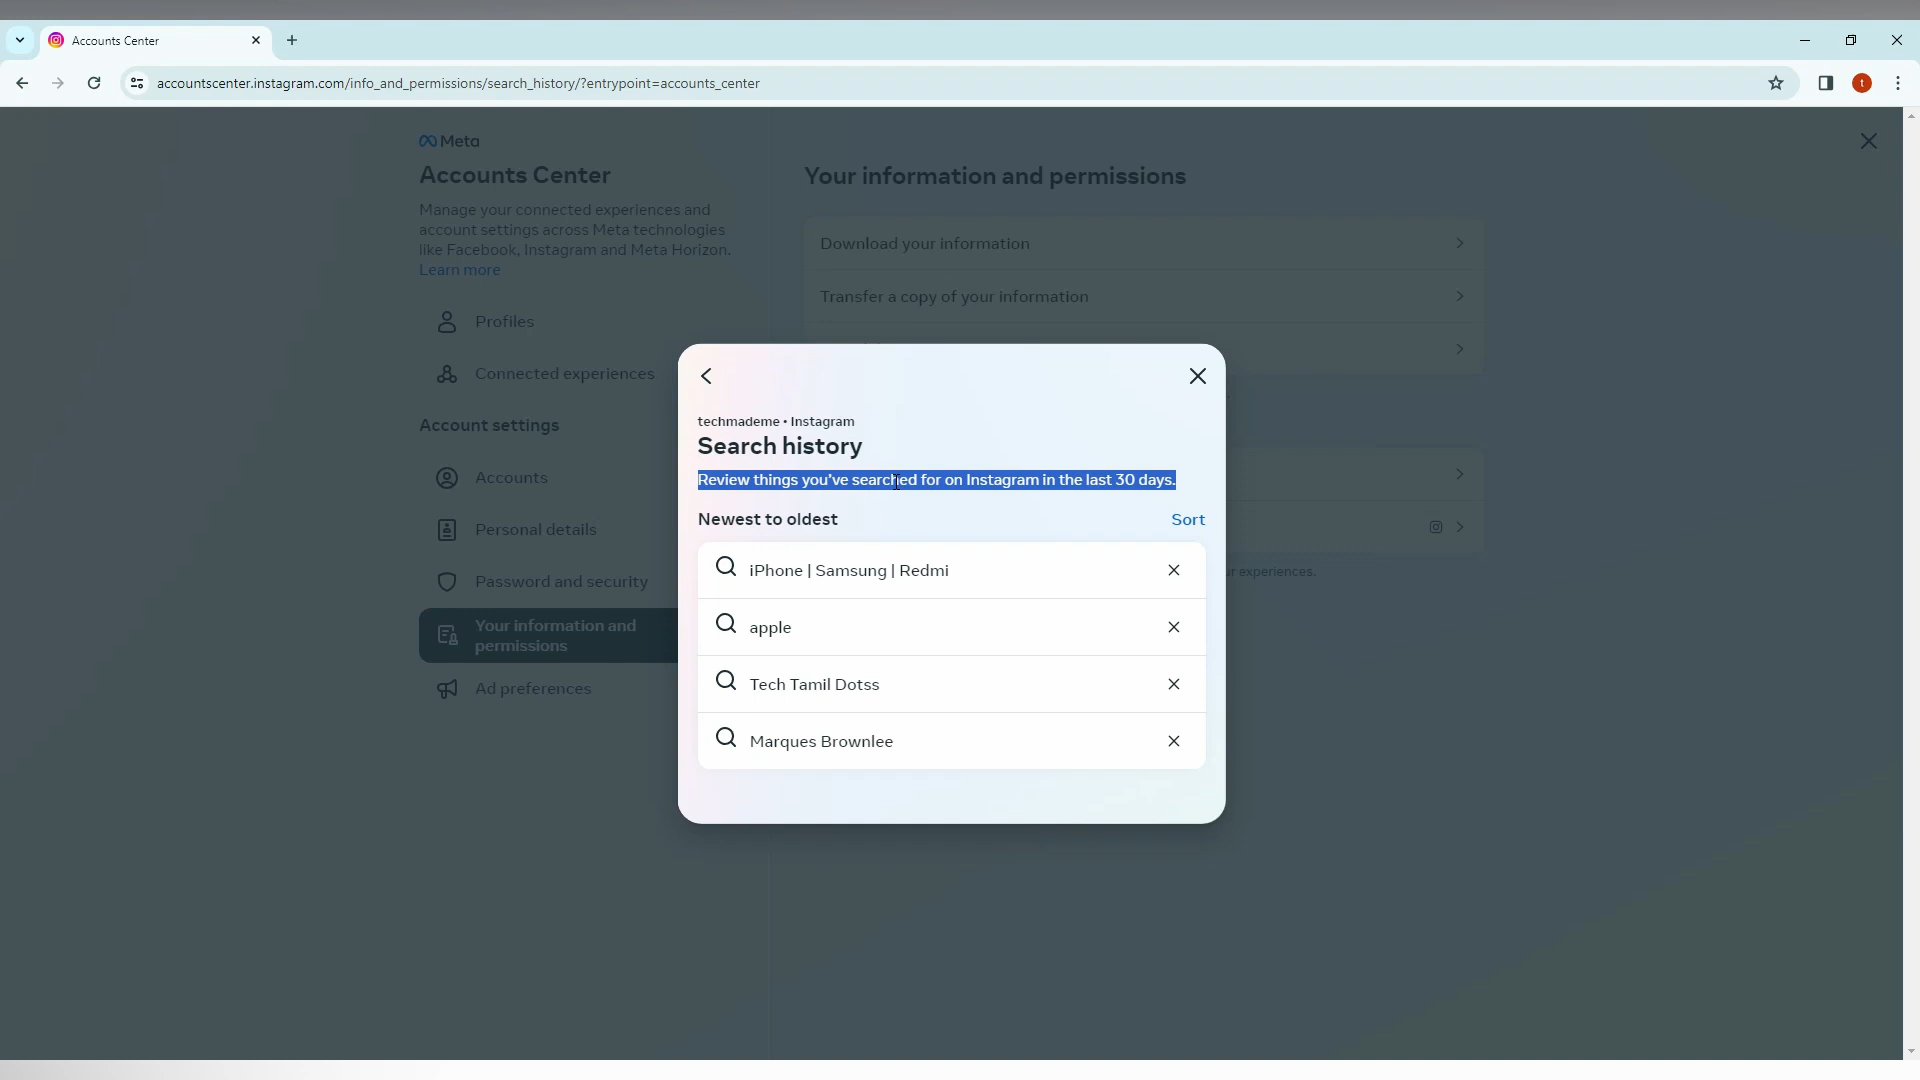 Accounts Center
accountscenter.instagram.com/info_and_permissions/search_history/?entrypoint=accounts_center
t
Meta
Accounts Center
Manage your connected experiences and
account settings across Meta technologies
like Facebook, Instagram and Meta Horizon.
Learn more
Profiles
Connected experiences
Account settings
Accounts
Personal details
Password and security
Your information and
permissions
Ad preferences
Your information and permissions
Download your information
Transfer a copy of your information
experiences.
techmademe • Instagram
Search history
Review things you've searched for on Instagram in the last 30 days.
Newest to oldest
Sort
iPhone | Samsung | Redmi
apple
Tech Tamil Dotss
Marques Brownlee